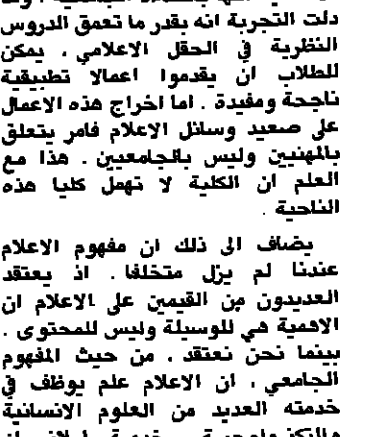 دلت التجربة انه بقدر ما تعمق الدروس
النظرية في الحقل الاعلامي ، يمكن
للطلاب ان يقدموا اعمالا تطبيقية
ناجحة ومفيدة . اما اخراج هذه الاعمال
على صعيد وسائل الاعلام فامر يتعلق
بالمهنيين وليس بالجامعيين . هذا مع
العلم ان الكلية لا تهمل كليا هذه
الناحية .
يضاف الى ذلك ان مفهوم الاعلام
عندنا لم يزل متخلفا . اذ يعتقد
العديدون من القيمين على الاعلام ان
الاهمية هي للوسيلة وليس للمحتوى .
بينما نحن نعتقد ، من حيث المفهوم
الجامعي ، ان الاعلام علم يوظف في
خدمته العديد من العلوم الانسانية